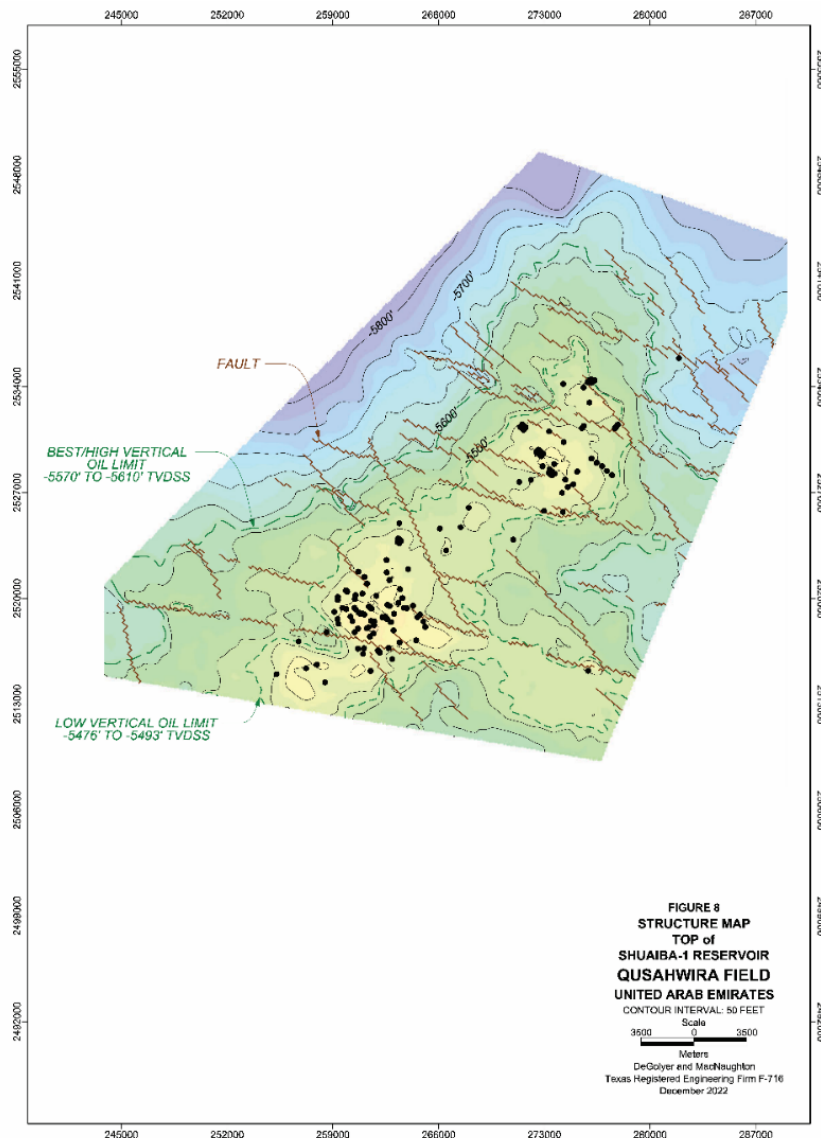 245000 252000 259000 266000 273000 280000 287000
2555000
2548000
2541000
2534000
2527000
2520000
2513000
2506000
2499000
2492000
-5800'
-5700'
-5600'
-5500'
FAULT
BEST/HIGH VERTICAL
OIL LIMIT
-5570' TO -5610' TVDSS
LOW VERTICAL OIL LIMIT
-5476' TO -5493' TVDSS
FIGURE 8
STRUCTURE MAP
TOP of
SHUAIBA-1 RESERVOIR
QUSAHWIRA FIELD
UNITED ARAB EMIRATES
CONTOUR INTERVAL: 50 FEET
Scale
3500 0 3500
Meters
DeGolyer and MacNaughton
Texas Registered Engineering Firm F-716
December 2022
245000 252000 259000 266000 273000 280000 287000